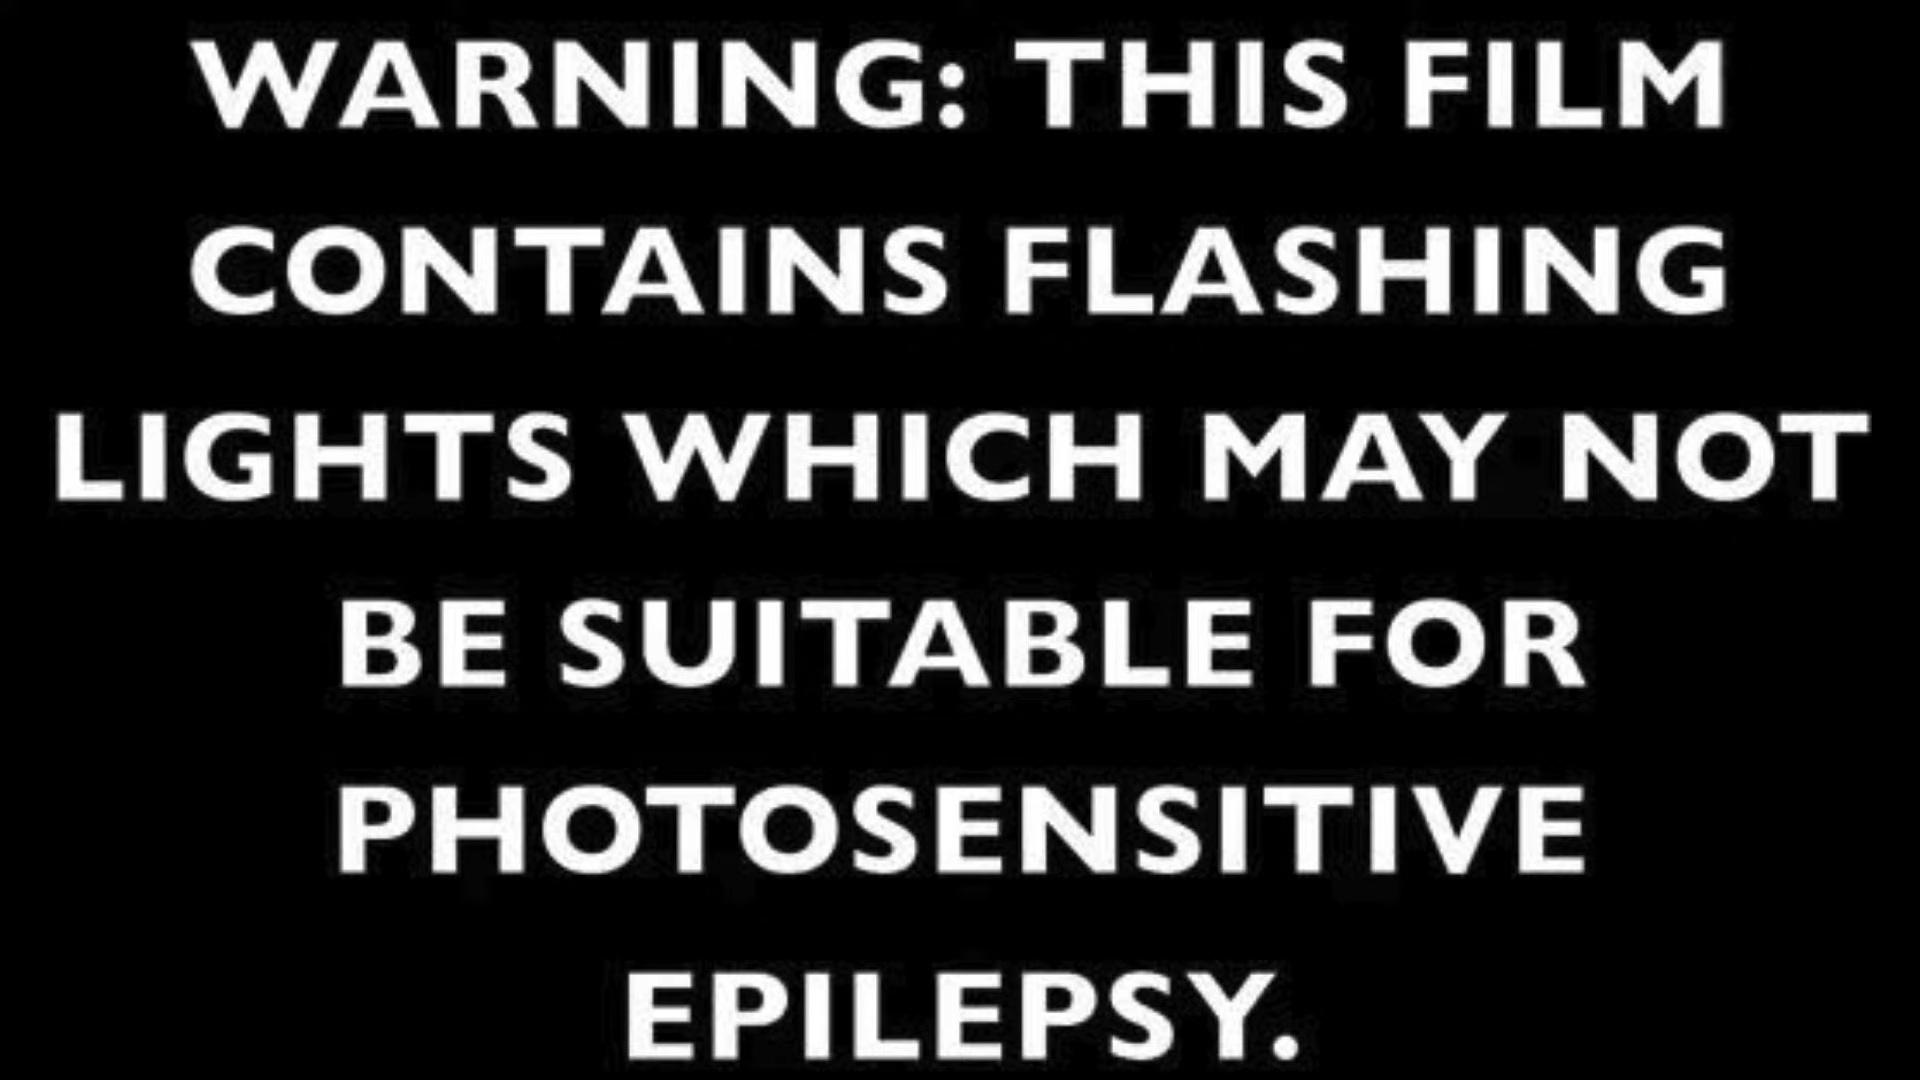 WARNING: THIS FILM
CONTAINS FLASHING
LIGHTS WHICH MAY NOT
BE SUITABLE FOR
PHOTOSENSITIVE
EPILEPSY.